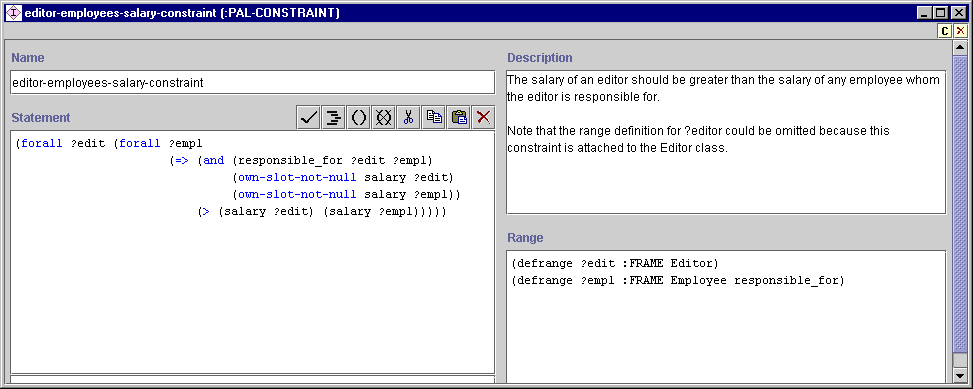 editor-employees-salary-constraint (:PAL-CONSTRAINT)
C
Name
editor-employees-salary-constraint
Statement
(forall ?edit (forall ?empl
(=> (and (responsible_for ?edit ?empl)
(own-slot-not-null salary ?edit)
(own-slot-not-null salary ?empl))
(> (salary ?edit) (salary ?empl)))))
Description
The salary of an editor should be greater than the salary of any employee whom
the editor is responsible for.
Note that the range definition for ?editor could be omitted because this
constraint is attached to the Editor class.
Range
(defrange ?edit :FRAME Editor)
(defrange ?empl :FRAME Employee responsible_for)